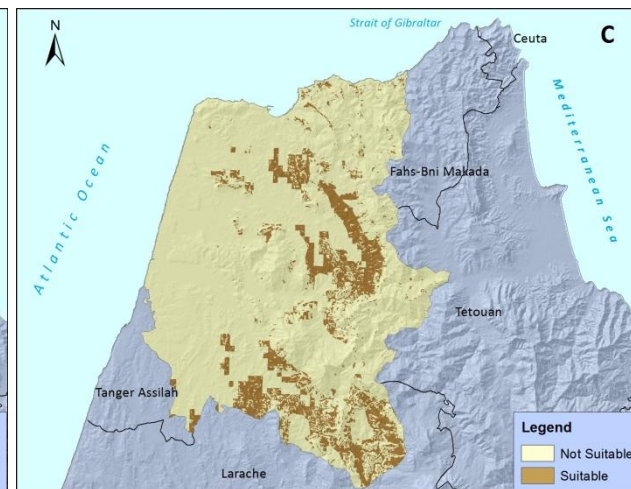 N
Strait of Gibraltar
Ceuta
C
Mediterranean Sea
Fahs-Bni Makada
Atlantic Ocean
Tetouan
Tanger Assilah
Larache
Legend
Not Suitable
Suitable